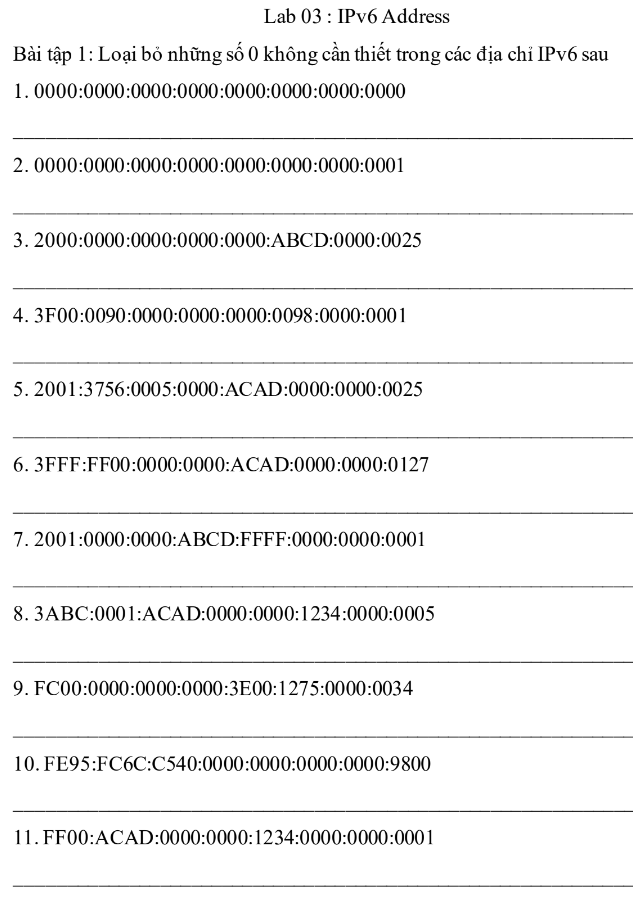 Lab 03 : IPv6 Address
Bài tập 1: Loại bỏ những số 0 không cần thiết trong các địa chỉ IPv6 sau
1. 0000:0000:0000:0000:0000:0000:0000:0000
2. 0000:0000:0000:0000:0000:0000:0000:0001
3. 2000:0000:0000:0000:0000:ABCD:0000:0025
4. 3F00:0090:0000:0000:0000:0098:0000:0001
5. 2001:3756:0005:0000:ACAD:0000:0000:0025
6. 3FFF:FF00:0000:0000:ACAD:0000:0000:0127
7. 2001:0000:0000:ABCD:FFFF:0000:0000:0001
8. 3ABC:0001:ACAD:0000:0000:1234:0000:0005
9. FC00:0000:0000:0000:3E00:1275:0000:0034
10. FE95:FC6C:C540:0000:0000:0000:0000:9800
11. FF00:ACAD:0000:0000:1234:0000:0000:0001